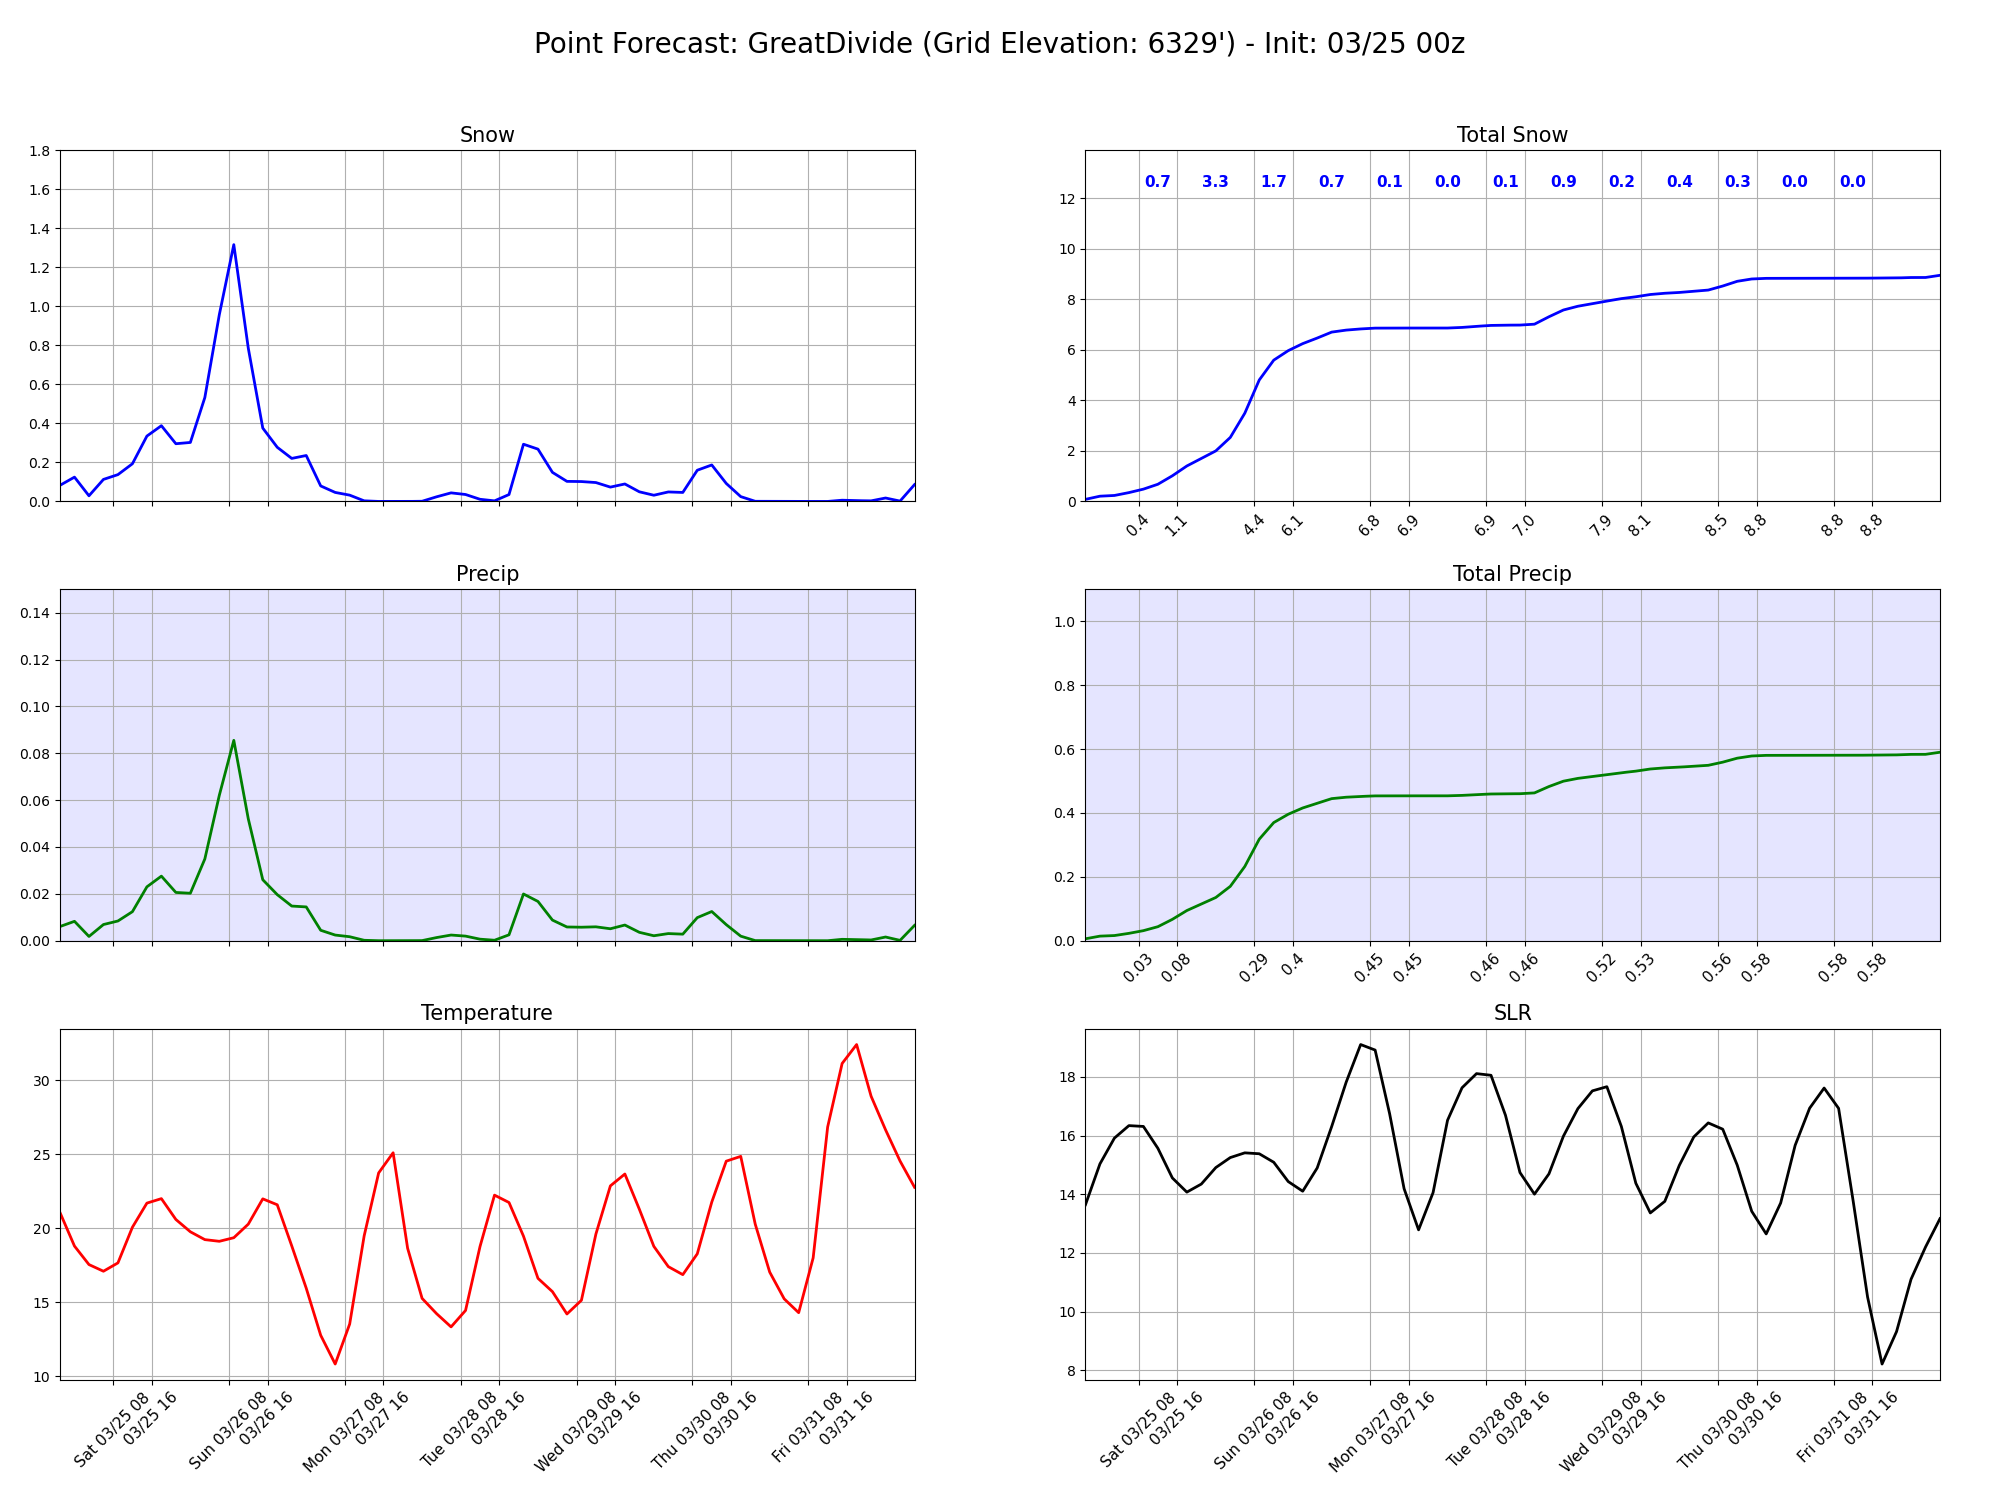 Point Forecast: GreatDivide (Grid Elevation: 6329') - Init: 03/25 00z
Snow
1.8
1.6
1.4
1.2
1.0
0.8
0.6
0.4
0.2
0.0
Total Snow
0.7 3.3 1.7 0.7 0.1 0.0 0.1 0.9 0.2 0.4 0.3 0.0 0.0
12
10
8
6
4
2
0
0.4 1.1 4.4 6.1 6.8 6.9 6.9 7.0 7.9 8.1 8.5 8.8 8.8 8.8
Precip
0.14
0.12
0.10
0.08
0.06
0.04
0.02
0.00
Total Precip
1.0
0.8
0.6
0.4
0.2
0.0
0.03 0.08 0.29 0.4 0.45 0.45 0.46 0.46 0.52 0.53 0.56 0.58 0.58 0.58
Temperature
30
25
20
15
10
Sat 03/25 08
03/25 16
Sun 03/26 08
03/26 16
Mon 03/27 08
03/27 16
Tue 03/28 08
03/28 16
Wed 03/29 08
03/29 16
Thu 03/30 08
03/30 16
Fri 03/31 08
03/31 16
SLR
18
16
14
12
10
8
Sat 03/25 08
03/25 16
Sun 03/26 08
03/26 16
Mon 03/27 08
03/27 16
Tue 03/28 08
03/28 16
Wed 03/29 08
03/29 16
Thu 03/30 08
03/30 16
Fri 03/31 08
03/31 16